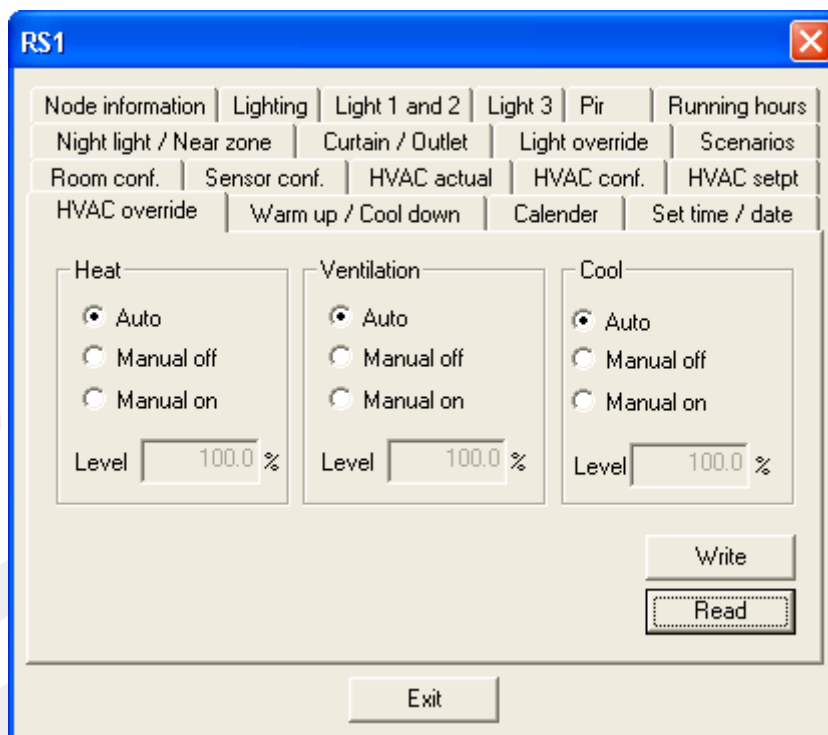 RS1
Node information Lighting Light 1 and 2 Light 3 Pir Running hours
Night light / Near zone Curtain / Outlet Light override Scenarios
Room conf. Sensor conf. HVAC actual HVAC conf. HVAC setpt
HVAC override Warm up / Cool down Calender Set time / date
Heat Ventilation Cool
Auto Auto Auto
Manual off Manual off Manual off
Manual on Manual on Manual on
Level 100.0 % Level 100.0 % Level 100.0 %
Write
Read
Exit